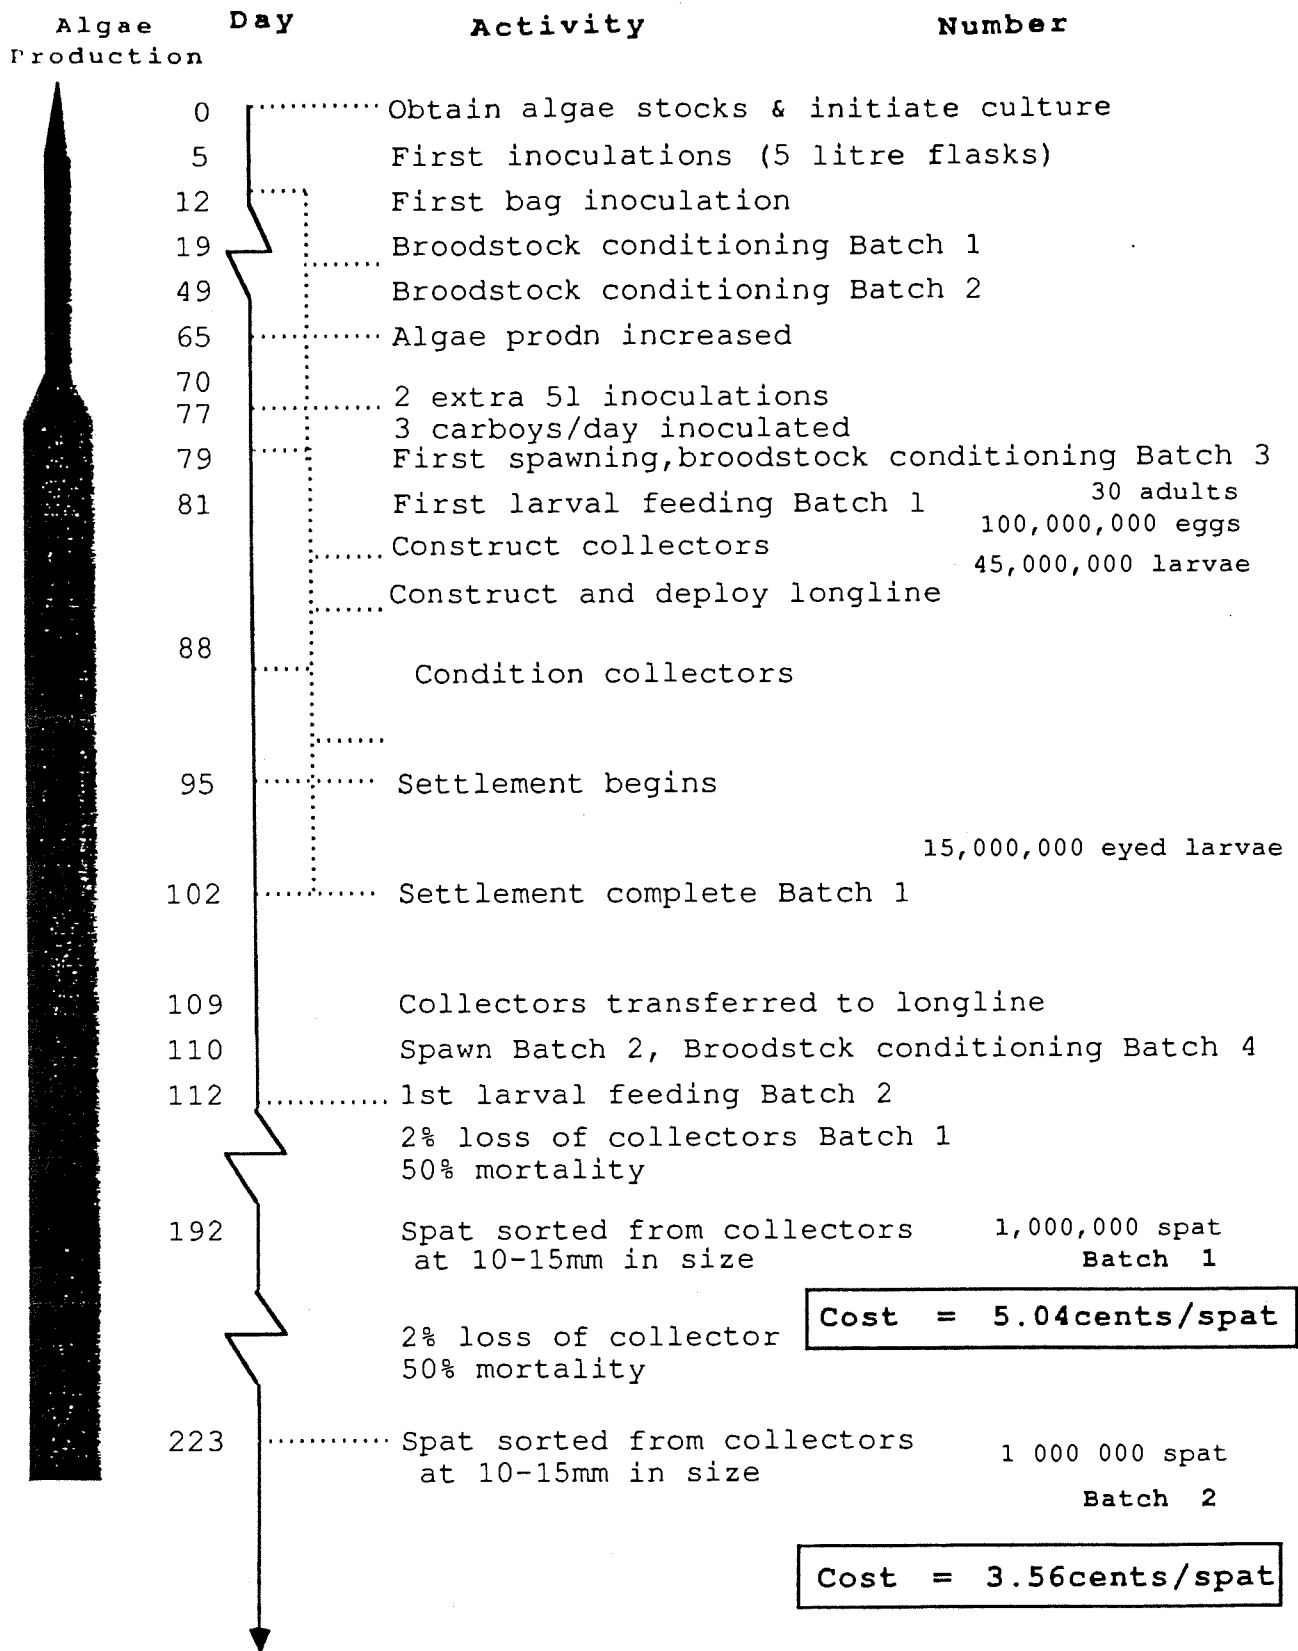 Algae Day Activity Number
Production
0 Obtain algae stocks & initiate culture
5 First inoculations (5 litre flasks)
12 First bag inoculation
19 Broodstock conditioning Batch 1
49 Broodstock conditioning Batch 2
65 Algae prodn increased
70 2 extra 5l inoculations
77 3 carboys/day inoculated
79 First spawning,broodstock conditioning Batch 3
30 adults
81 First larval feeding Batch 1
100,000,000 eggs
Construct collectors
45,000,000 larvae
Construct and deploy longline
88
Condition collectors
95 Settlement begins
15,000,000 eyed larvae
102 Settlement complete Batch 1
109 Collectors transferred to longline
110 Spawn Batch 2, Broodstck conditioning Batch 4
112 1st larval feeding Batch 2
2% loss of collectors Batch 1
50% mortality
192 Spat sorted from collectors 1,000,000 spat
at 10-15mm in size Batch 1
Cost = 5.04cents/spat
2% loss of collector
50% mortality
223 Spat sorted from collectors 1 000 000 spat
at 10-15mm in size
Batch 2
Cost = 3.56cents/spat